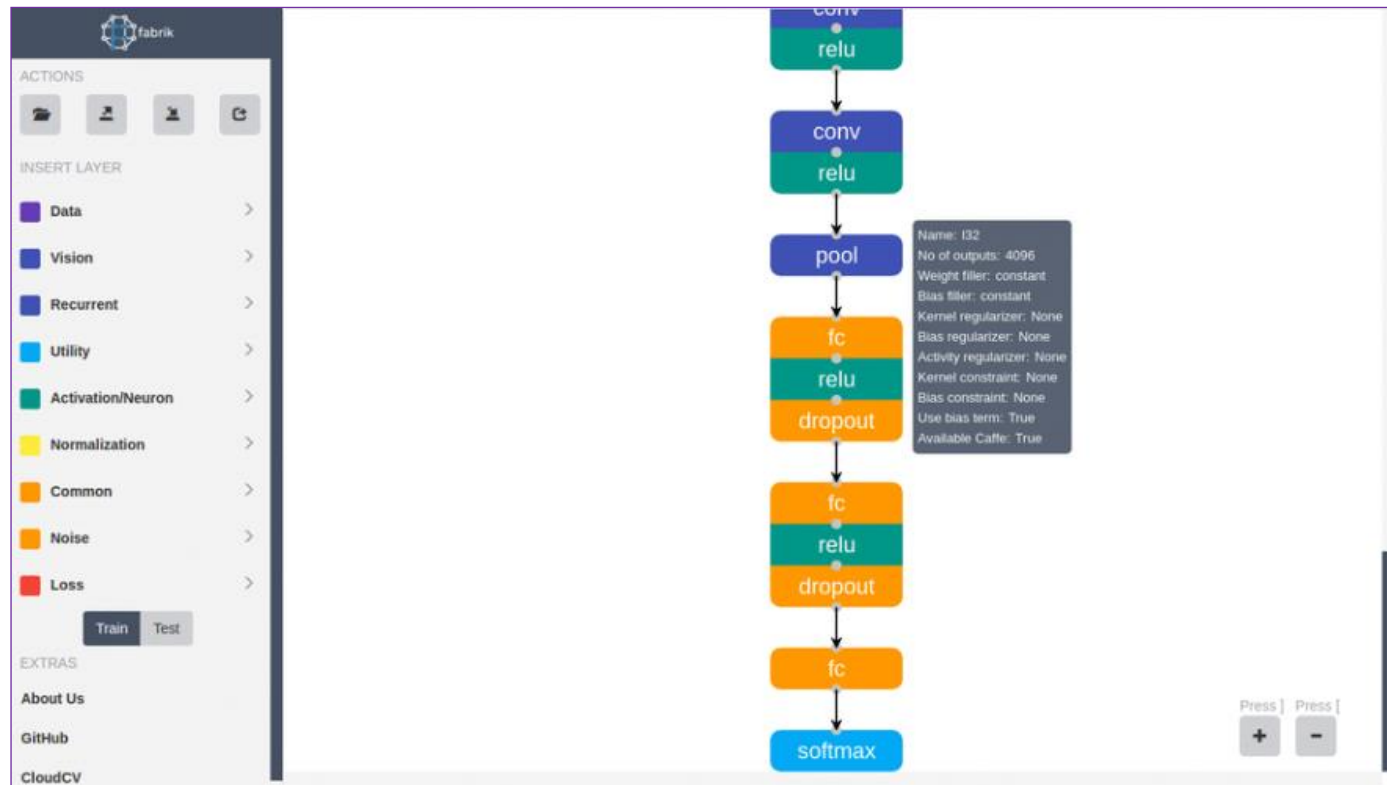 fabrik
ACTIONS
INSERT LAYER
Data
Vision
Recurrent
Utility
Activation/Neuron
Normalization
Common
Noise
Loss
Train Test
EXTRAS
About Us
GitHub
CloudCV
conv
relu
conv
relu
pool
fc
relu
dropout
fc
relu
dropout
fc
softmax
Name: l32
No of outputs: 4096
Weight filler: constant
Bias filler: constant
Kernel regularizer: None
Bias regularizer: None
Activity regularizer: None
Kernel constraint: None
Bias constraint: None
Use bias term: True
Available Caffe: True
Press ] Press [
+ -